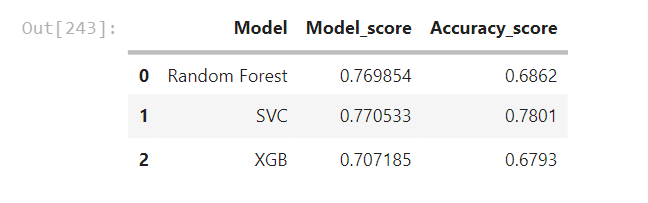 Out[243]:
Model Model_score Accuracy_score
0 Random Forest 0.769854 0.6862
1 SVC 0.770533 0.7801
2 XGB 0.707185 0.6793